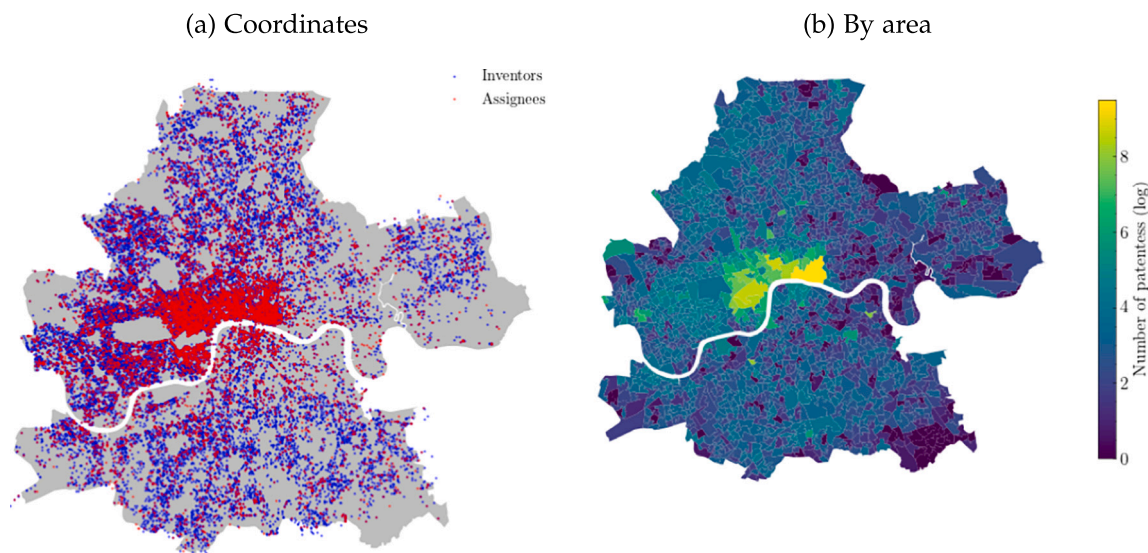 (a) Coordinates
(b) By area
Inventors
Assignees
8
6
4
2
0
Number of patentess (log)